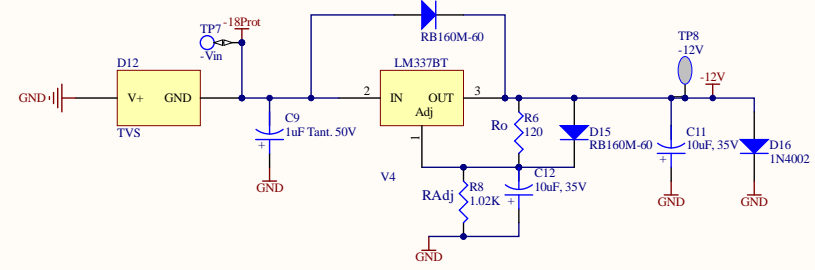 TP7
-18Prot
-Vin
RB160M-60
TP8
-12V
D12
LM337BT
-12V
GND
V+
GND
2
IN
OUT
3
Adj
TVS
C9
1uF Tant. 50V
+
1
Ro
R6
120
D15
RB160M-60
C11
10uF, 35V
+
D16
1N4002
GND
V4
RAdj
R8
1.02K
C12
10uF, 35V
+
GND
GND
GND